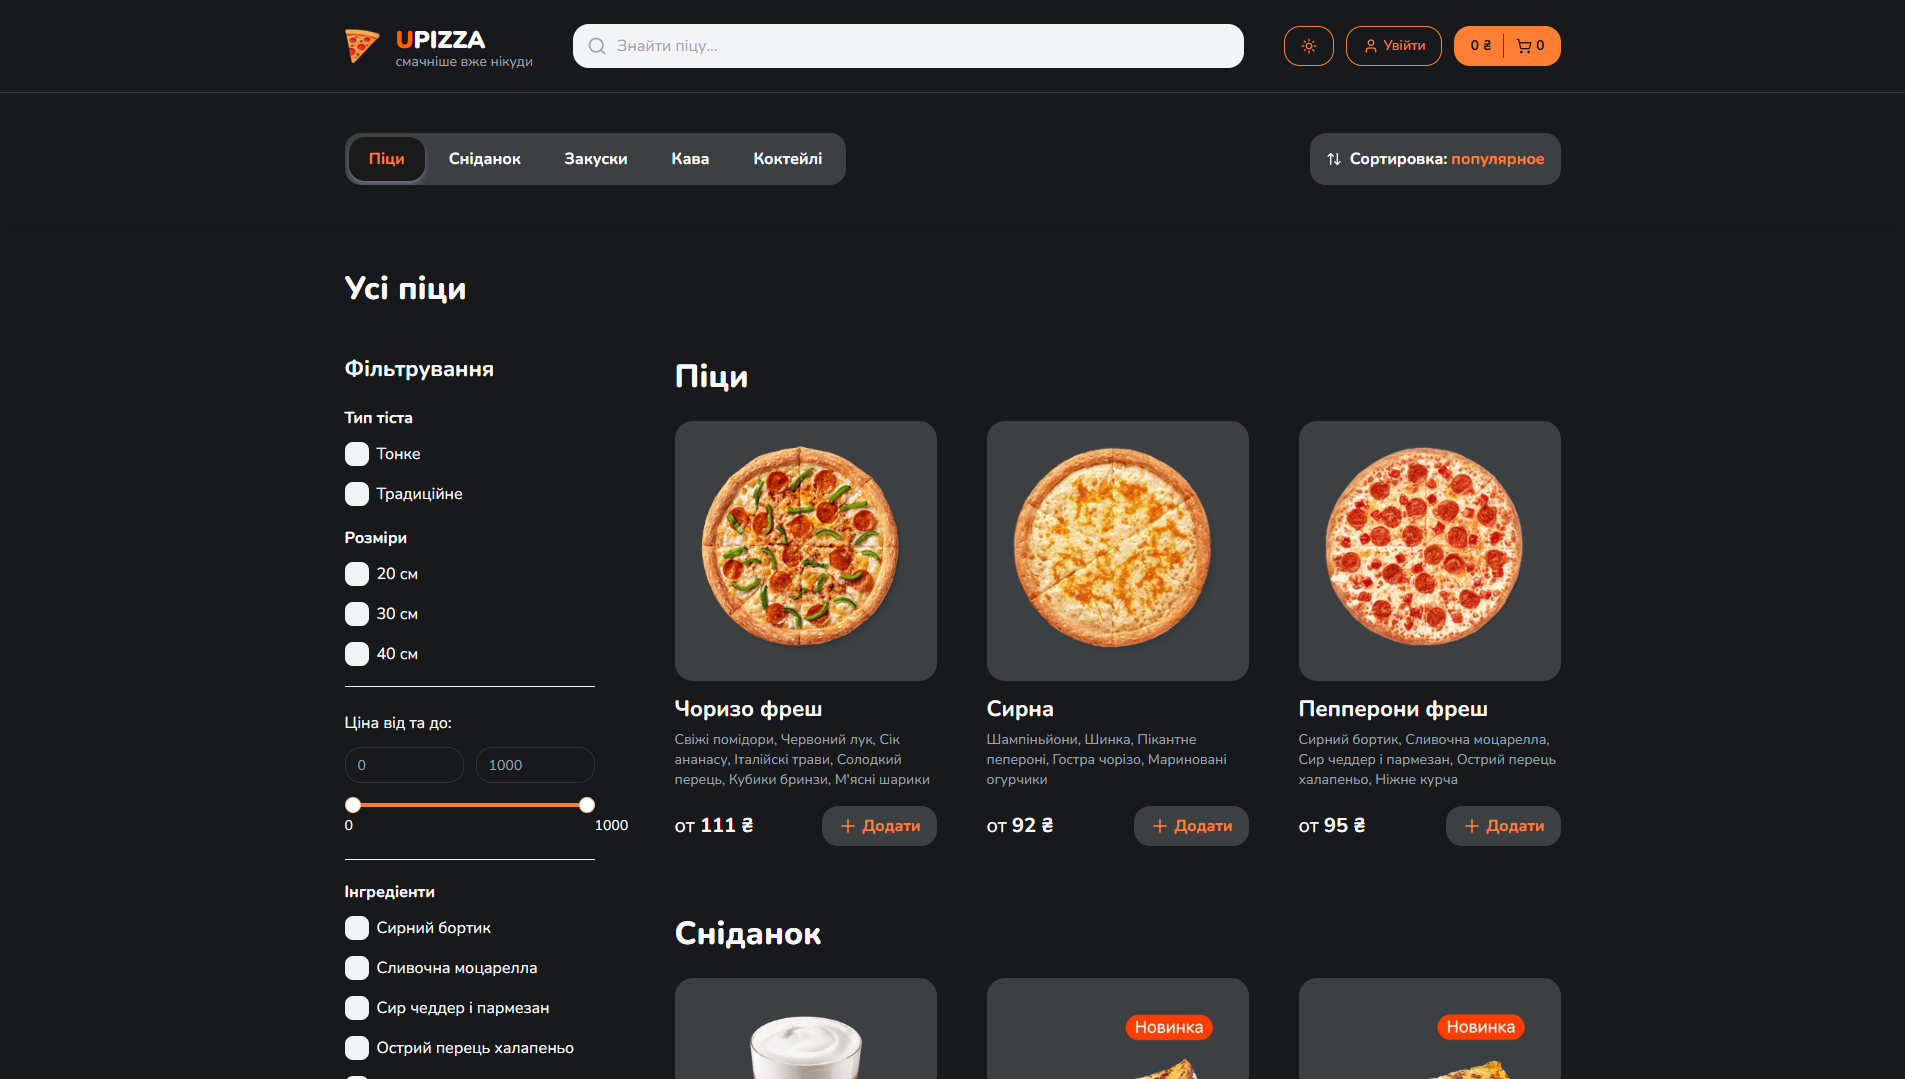 UPIZZA
смачніше вже нікуди
Знайти піцу...
Увійти
0 ₴
0
Піци
Сніданок
Закуски
Кава
Коктейлі
Сортировка: популярное
Усі піци
Фільтрування
Тип тіста
Тонке
Традиційне
Розміри
20 см
30 см
40 см
Ціна від та до:
0
1000
0
1000
Інгредіенти
Сирний бортик
Сливочна моцарелла
Сир чеддер і пармезан
Острий перець халапеньо
Піци
Чоризо фреш
Свіжі помідори, Червоний лук, Сік
ананасу, Італійскі трави, Солодкий
перець, Кубики бринзи, М'ясні шарики
от 111 ₴
Додати
Сирна
Шампіньйони, Шинка, Пікантне
пепероні, Гостра чорізо, Мариновані
огурчики
от 92 ₴
Додати
Пепперони фреш
Сирний бортик, Сливочна моцарелла,
Сир чеддер і пармезан, Острий перець
халапеньо, Ніжне курча
от 95 ₴
Додати
Сніданок
Новинка
Новинка